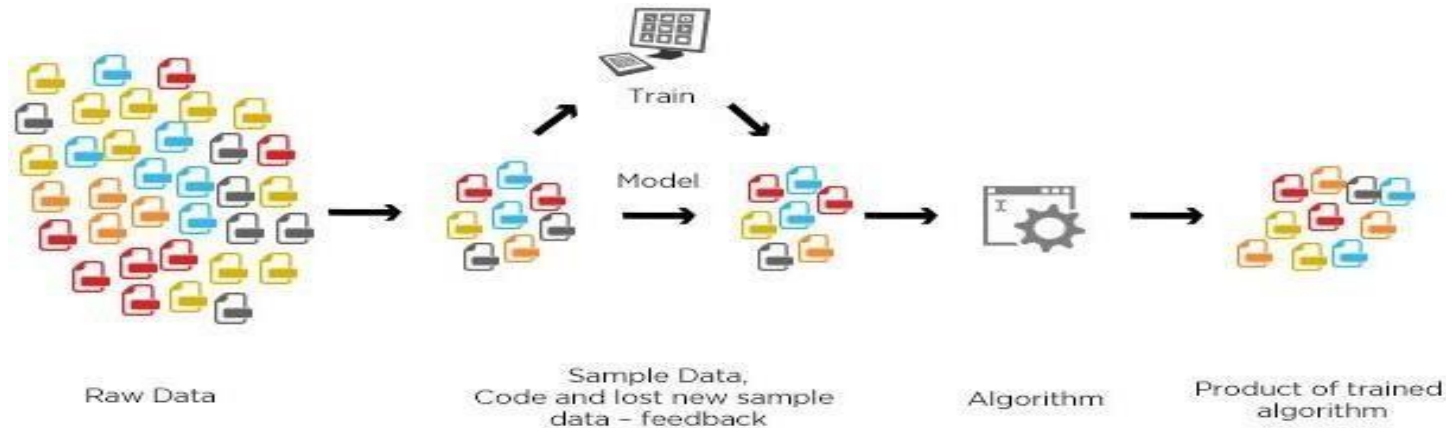 Train
Model
Raw Data
Sample Data,
Code and lost new sample
data – feedback
Algorithm
Product of trained
algorithm